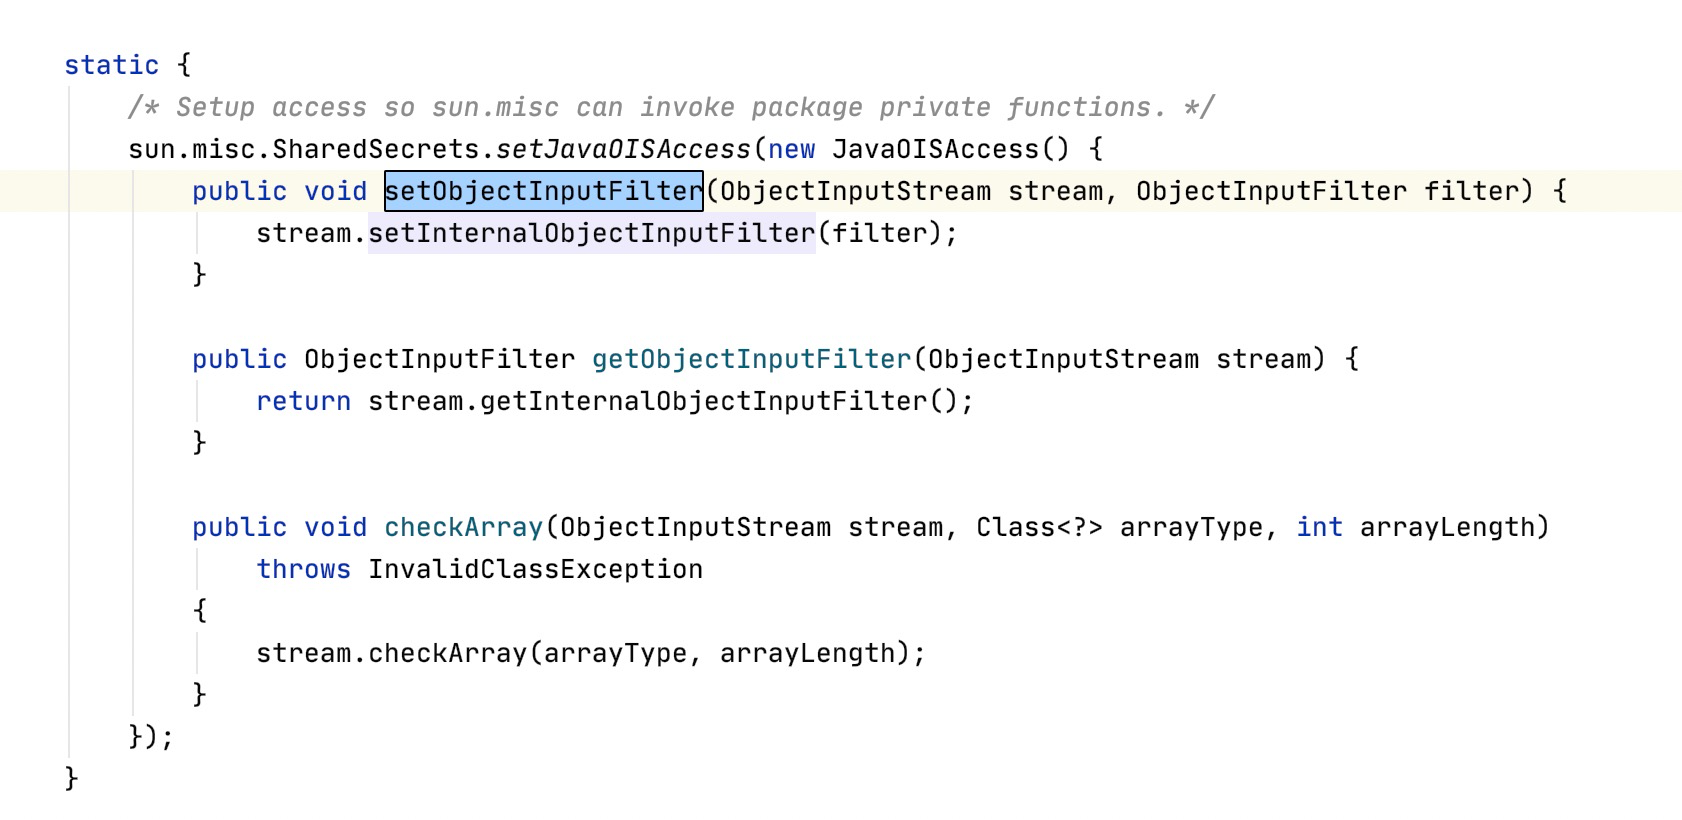 static {
/* Setup access so sun.misc can invoke package private functions. */
sun.misc.SharedSecrets.setJavaOISAccess(new JavaOISAccess() {
public void setObjectInputFilter(ObjectInputStream stream, ObjectInputFilter filter) {
stream.setInternalObjectInputFilter(filter);
}
public ObjectInputFilter getObjectInputFilter(ObjectInputStream stream) {
return stream.getInternalObjectInputFilter();
}
public void checkArray(ObjectInputStream stream, Class<?> arrayType, int arrayLength)
throws InvalidClassException
{
stream.checkArray(arrayType, arrayLength);
}
});
}